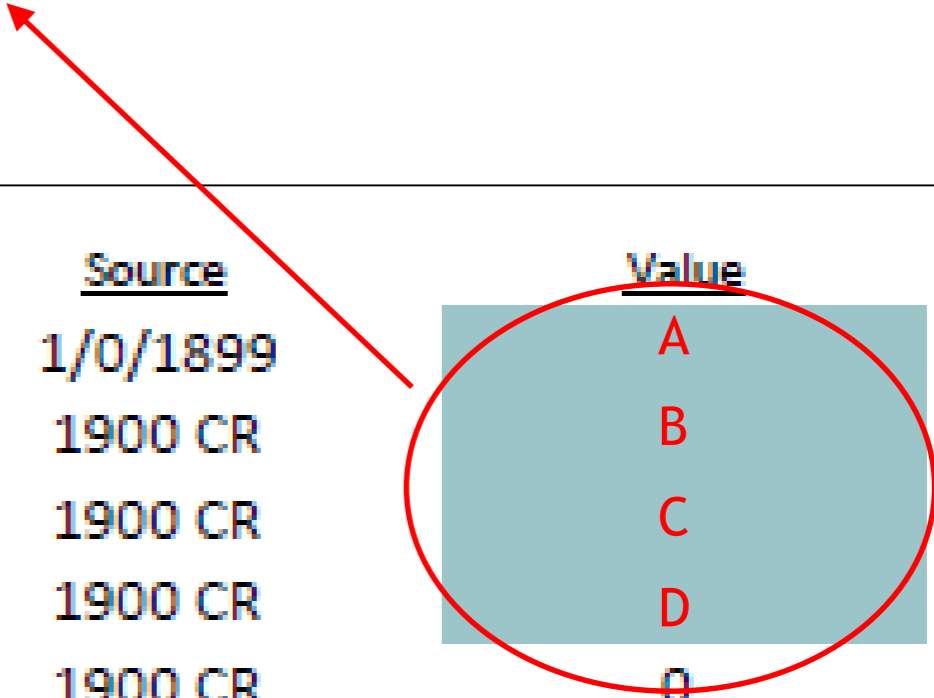 Source Value
1/0/1899 A
1900 CR B
1900 CR C
1900 CR D
1900 CR 0